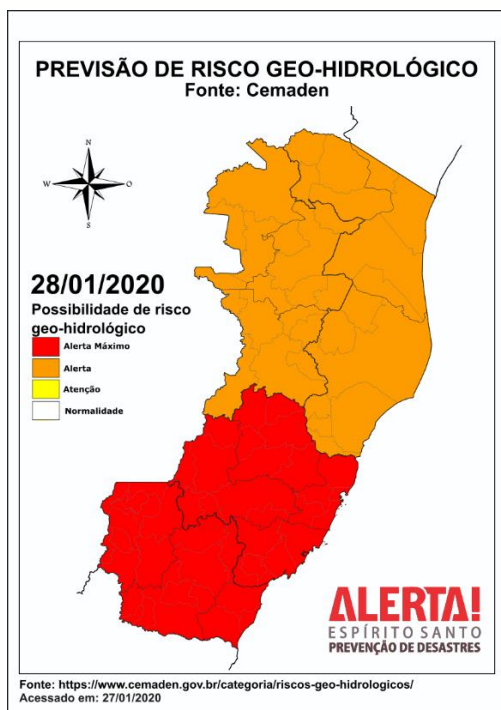 PREVISÃO DE RISCO GEO-HIDROLÓGICO
Fonte: Cemaden
N
W
O
S
28/01/2020
Possibilidade de risco
geo-hidrológico
Alerta Máximo
Alerta
Atenção
Normalidade
ALERTA!
ESPÍRITO SANTO
PREVENÇÃO DE DESASTRES
Fonte: https://www.cemaden.gov.br/categoria/riscos-geo-hidrologicos/
Acessado em: 27/01/2020